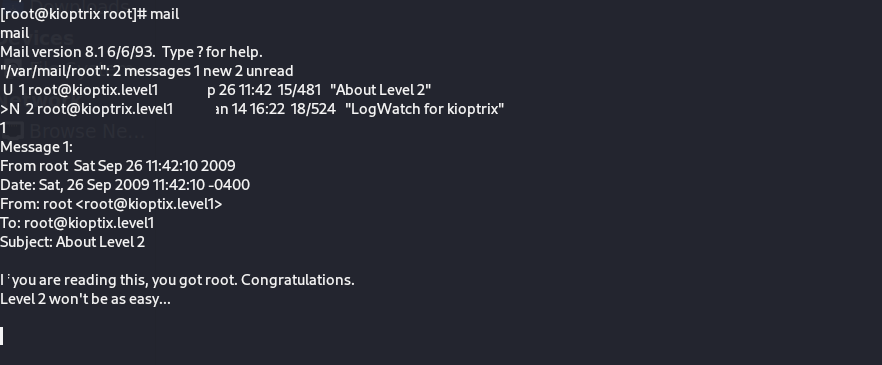 [root@kioptrix root]# mail
mail
Mail version 8.1 6/6/93.  Type ? for help.
"/var/mail/root": 2 messages 1 new 2 unread
 U  1 root@kioptix.level1           p 26 11:42  15/481   "About Level 2"
>N  2 root@kioptrix.level1         an 14 16:22  18/524   "LogWatch for kioptrix"
1
Browse Ne...
Message 1:
From root  Sat Sep 26 11:42:10 2009
Date: Sat, 26 Sep 2009 11:42:10 -0400
From: root <root@kioptix.level1>
To: root@kioptix.level1
Subject: About Level 2

If you are reading this, you got root. Congratulations.
Level 2 won't be as easy...